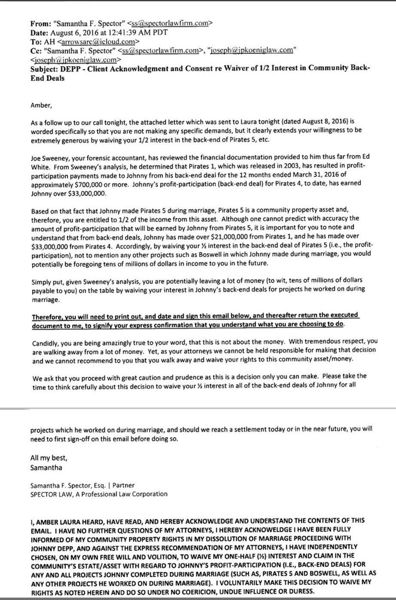 From: "Samantha F. Spector" <ss@spectorlawfirm.com>
Date: August 6, 2016 at 12:41:39 AM PDT
To: AH <arrowsarc@icloud.com>
Cc: "Samantha F. Spector" <ss@spectorlawfirm.com>, "joseph@jpkoeniglaw.com"
<joseph@jpkoeniglaw.com>
Subject: DEPP - Client Acknowledgment and Consent re Waiver of 1/2 Interest in Community Back-
End Deals
Amber,
As a follow up to our call tonight, the attached letter which was sent to Laura tonight (dated August 8, 2016) is
worded specifically so that you are not making any specific demands, but it clearly extends your willingness to be
extremely generous by waiving your 1/2 interest in the back-end of Pirates 5, etc.
Joe Sweeney, your forensic accountant, has reviewed the financial documentation provided to him thus far from Ed
White. From Sweeney's analysis, he determined that Pirates 1, which was released in 2003, has resulted in profit-
participation payments made to Johnny from his back-end deal for the 12 months ended March 31, 2016 of
approximately $700,000 or more. Johnny's profit-participation (back-end deal) for Pirates 4, to date, has earned
Johnny over $33,000,000.
Based on that fact that Johnny made Pirates 5 during marriage, Pirates 5 is a community property asset and,
therefore, you are entitled to 1/2 of the income from this asset. Although one cannot predict with accuracy the
amount of profit-participation that will be earned by Johnny from Pirates 5, it is important for you to note and
understand that from back-end deals, Johnny has made over $21,000,000 from Pirates 1, and he has made over
$33,000,000 from Pirates 4. Accordingly, by waiving your ½ interest in the back-end deal of Pirates 5 (i.e., the profit-
participation), not to mention any other projects such as Boswell in which Johnny made during marriage, you would
potentially be foregoing tens of millions of dollars in income to you in the future.
Simply put, given Sweeney's analysis, you are potentially leaving a lot of money (to wit, tens of millions of dollars
payable to you) on the table by waiving your interest in Johnny's back-end deals for projects he worked on during
marriage.
Therefore, you will need to print out, and date and sign this email below, and thereafter return the executed
document to me, to signify your express confirmation that you understand what you are choosing to do.
Candidly, you are being amazingly true to your word, that this is not about the money. With tremendous respect, you
are walking away from a lot of money. Yet, as your attorneys we cannot be held responsible for making that decision
and we cannot recommend to you that you walk away and waive your rights to this community asset/money.
We ask that you proceed with great caution and prudence as this is a decision only you can make. Please take the
time to think carefully about this decision to waive your ½ interest in all of the back-end deals of Johnny for all
projects which he worked on during marriage, and should we reach a settlement today or in the near future, you will
need to first sign-off on this email before doing so.
All my best,
Samantha
Samantha F. Spector, Esq. | Partner
SPECTOR LAW, A Professional Law Corporation
I, AMBER LAURA HEARD, HAVE READ, AND HEREBY ACKNOWLEDGE AND UNDERSTAND THE CONTENTS OF THIS
EMAIL. I HAVE NO FURTHER QUESTIONS OF MY ATTORNEYS, I HEREBY ACKNOWLEDGE I HAVE BEEN FULLY
INFORMED OF MY COMMUNITY PROPERTY RIGHTS IN MY DISSOLUTION OF MARRIAGE PROCEEDING WITH
JOHNNY DEPP, AND AGAINST THE EXPRESS RECOMMENDATION OF MY ATTORNEYS, I HAVE INDEPENDENTLY
CHOSEN, ON MY OWN FREE WILL AND VOLITION, TO WAIVE MY ONE-HALF (½) INTEREST AND CLAIM IN THE
COMMUNITY'S ESTATE/ASSET WITH REGARD TO JOHNNY'S PROFIT-PARTICIPATION (I.E., BACK-END DEALS) FOR
ANY AND ALL PROJECTS JOHNNY COMPLETED DURING MARRIAGE (SUCH AS, PIRATES 5 AND BOSWELL, AS WELL AS
ANY OTHER PROJECTS HE WORKED ON DURING MARRIAGE). I VOLUNTARILY MAKE THIS DECISION TO WAIVE MY
RIGHTS AS NOTED HEREIN AND DO SO UNDER NO COERICION, UNDUE INFLUENCE OR DURESS.